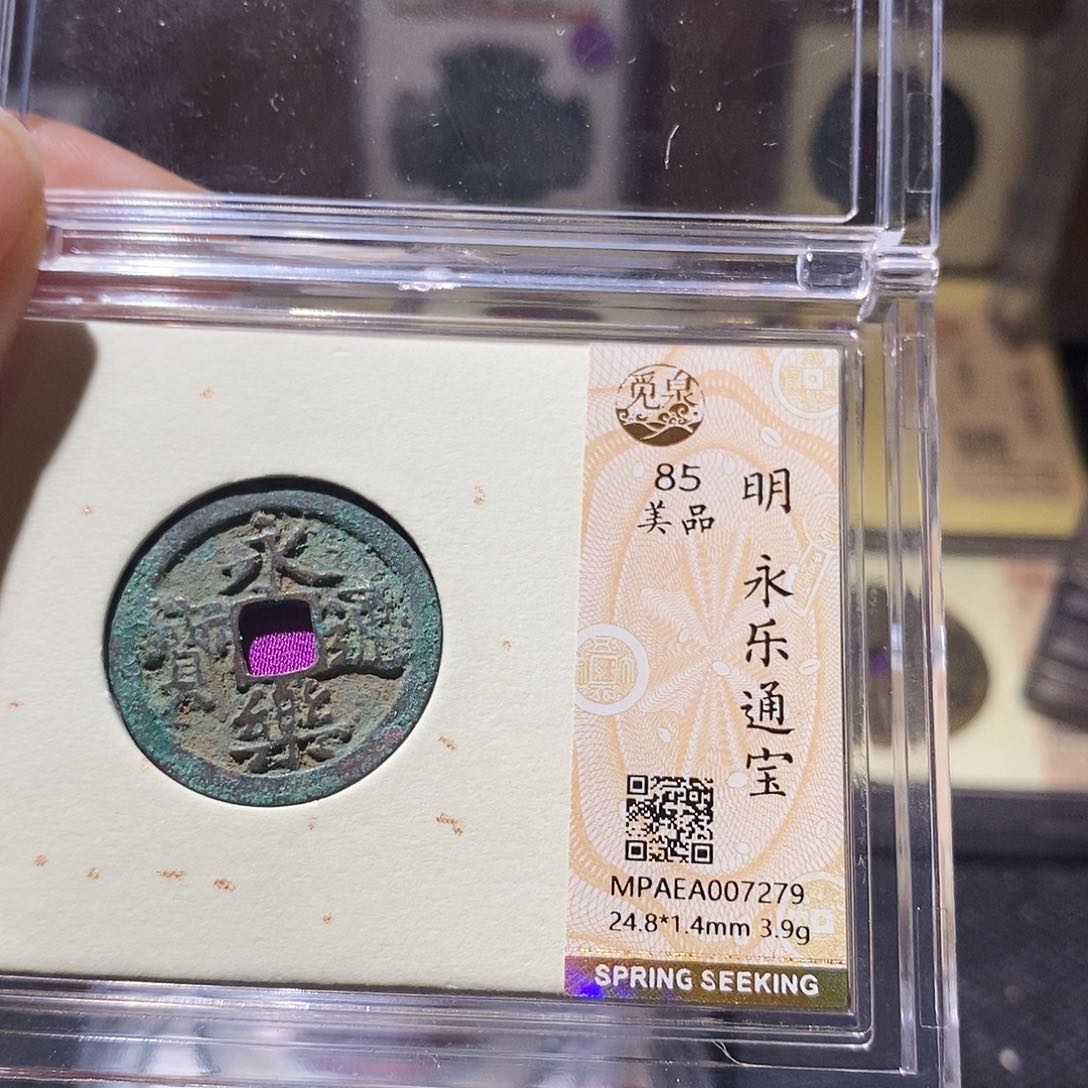 永樂通寳
觅泉
85
美品
明 永乐通宝
MPAEA007279
24.8*1.4mm 3.9g
SPRING SEEKING